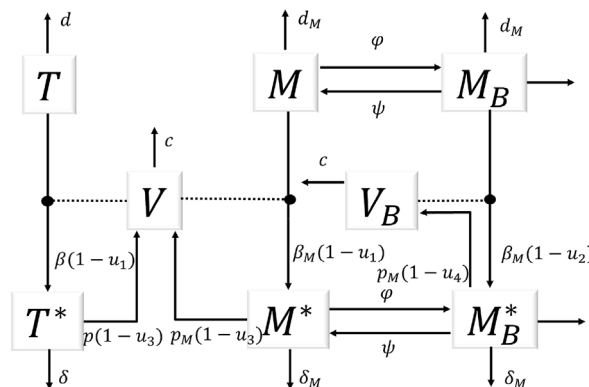 d
d_M
d_M
φ
T
M
M_B
ψ
c
c
V
V_B
β(1 − u_1)
β_M(1 − u_1)
β_M(1 − u_2)
p_M(1 − u_4)
φ
T*
p(1 − u_3)
p_M(1 − u_3)
M*
M*_B
ψ
δ
δ_M
δ_M